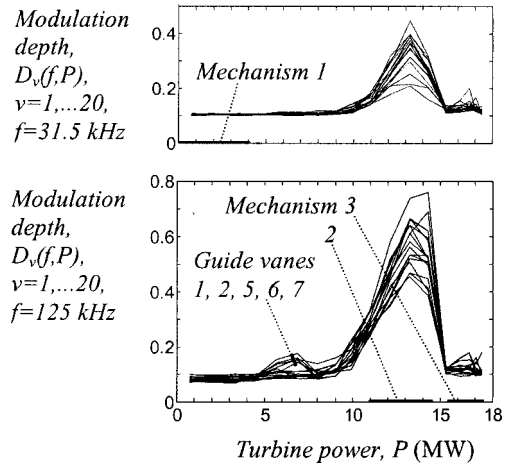 Modulation
depth,
Dᵥ(f,P),
ν=1,...20,
f=31.5 kHz
0.4
0.2
0
Mechanism 1
Modulation
depth,
Dᵥ(f,P),
ν=1,...20,
f=125 kHz
0.8
0.6
0.4
0.2
0
Mechanism 3
2
Guide vanes
1, 2, 5, 6, 7
0 5 10 15 18
Turbine power, P (MW)